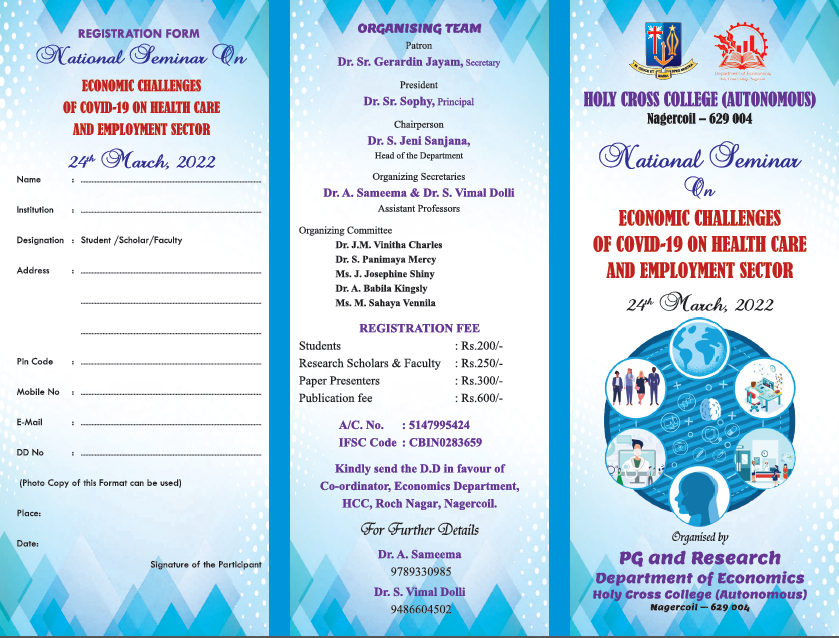 REGISTRATION FORM
National Seminar On
ECONOMIC CHALLENGES
OF COVID-19 ON HEALTH CARE
AND EMPLOYMENT SECTOR
24th March, 2022
Name :
Institution :
Designation : Student /Scholar/Faculty
Address :
Pin Code :
Mobile No :
E-Mail :
DD No :
(Photo Copy of this Format can be used)
Place:
Date:
Signature of the Participant
ORGANISING TEAM
Patron
Dr. Sr. Gerardin Jayam, Secretary
President
Dr. Sr. Sophy, Principal
Chairperson
Dr. S. Jeni Sanjana,
Head of the Department
Organizing Secretaries
Dr. A. Sameema & Dr. S. Vimal Dolli
Assistant Professors
Organizing Committee
Dr. J.M. Vinitha Charles
Dr. S. Panimaya Mercy
Ms. J. Josephine Shiny
Dr. A. Babila Kingsly
Ms. M. Sahaya Vennila
REGISTRATION FEE
Students : Rs.200/-
Research Scholars & Faculty : Rs.250/-
Paper Presenters : Rs.300/-
Publication fee : Rs.600/-
A/C. No. : 5147995424
IFSC Code : CBIN0283659
Kindly send the D.D in favour of
Co-ordinator, Economics Department,
HCC, Roch Nagar, Nagercoil.
For Further Details
Dr. A. Sameema
9789330985
Dr. S. Vimal Dolli
9486604502
Department of Economics
Holy Cross College Nagercoil
HOLY CROSS COLLEGE (AUTONOMOUS)
Nagercoil – 629 004
National Seminar
On
ECONOMIC CHALLENGES
OF COVID-19 ON HEALTH CARE
AND EMPLOYMENT SECTOR
24th March, 2022
Organised by
PG and Research
Department of Economics
Holy Cross College (Autonomous)
Nagercoil – 629 004